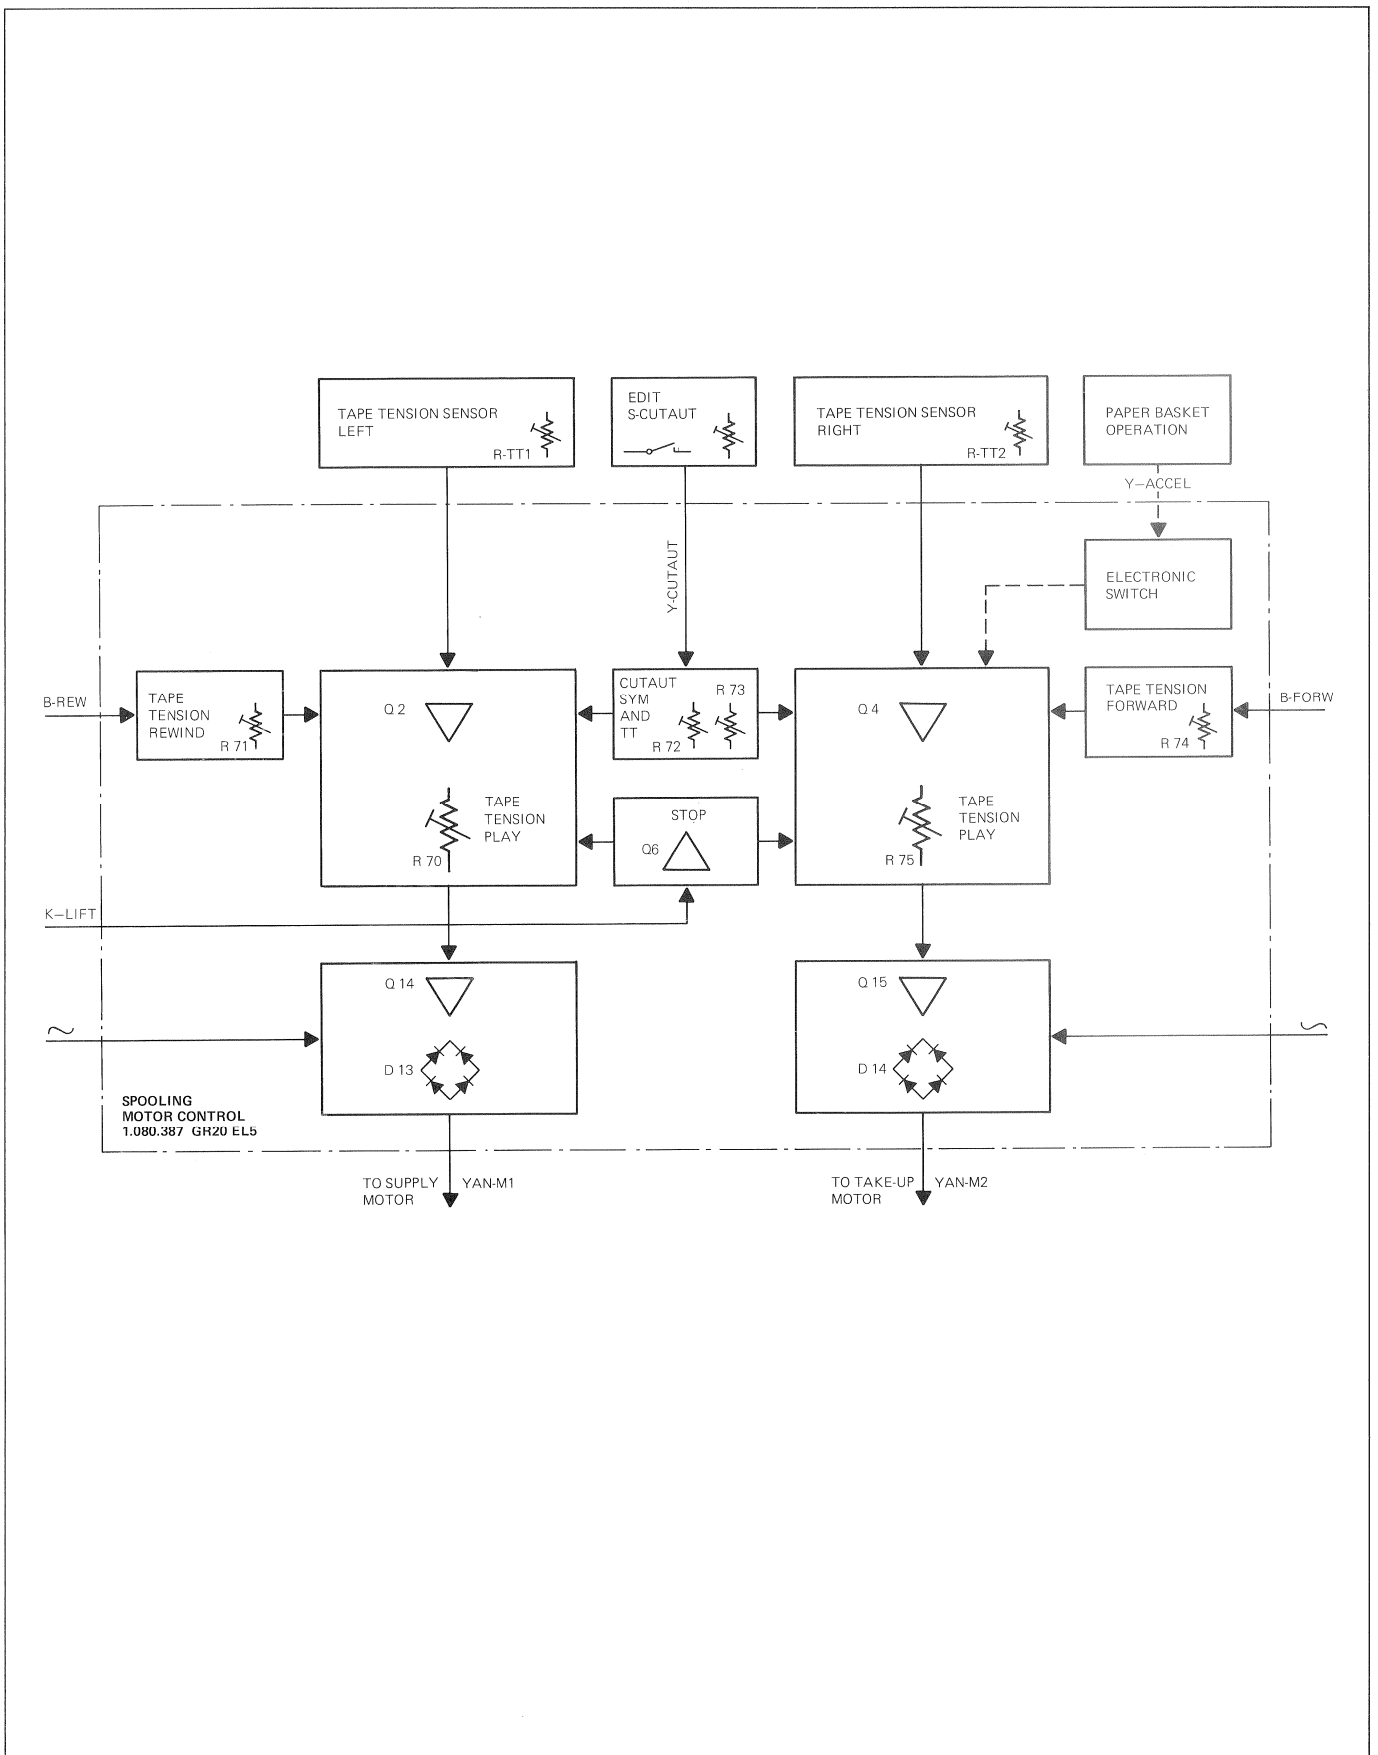 TAPE TENSION SENSOR
LEFT
R-TT1
EDIT
S-CUTAUT
TAPE TENSION SENSOR
RIGHT
R-TT2
PAPER BASKET
OPERATION
Y–ACCEL
Y-CUTAUT
ELECTRONIC
SWITCH
B-REW
TAPE
TENSION
REWIND
R 71
Q 2
TAPE
TENSION
PLAY
R 70
CUTAUT
SYM
AND
TT
R 73
R 72
STOP
Q6
Q 4
TAPE
TENSION
PLAY
R 75
TAPE TENSION
FORWARD
R 74
B-FORW
K–LIFT
Q 14
D 13
Q 15
D 14
SPOOLING
MOTOR CONTROL
1.080.387 GR20 EL5
TO SUPPLY
MOTOR
YAN-M1
TO TAKE-UP
MOTOR
YAN-M2